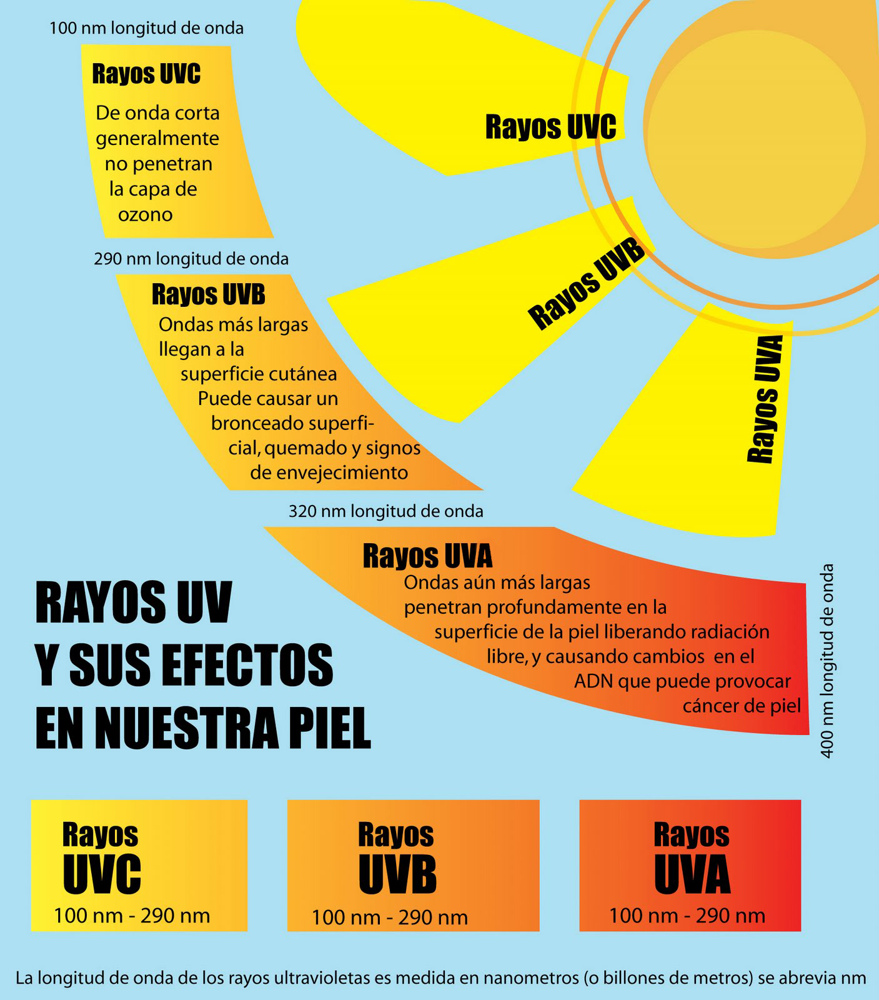 100 nm longitud de onda
Rayos UVC
De onda corta
generalmente
no penetran
la capa de
ozono
Rayos UVC
290 nm longitud de onda
Rayos UVB
Ondas más largas
llegan a la
superficie cutánea
Puede causar un
bronceado superfi-
cial, quemado y signos
de envejecimiento
Rayos UVB
Rayos UVA
320 nm longitud de onda
Rayos UVA
Ondas aún más largas
penetran profundamente en la
superficie de la piel liberando radiación
libre, y causando cambios en el
ADN que puede provocar
cáncer de piel
400 nm longitud de onda
RAYOS UV
Y SUS EFECTOS
EN NUESTRA PIEL
Rayos
UVC
100 nm - 290 nm
Rayos
UVB
100 nm - 290 nm
Rayos
UVA
100 nm - 290 nm
La longitud de onda de los rayos ultravioletas es medida en nanometros (o billones de metros) se abrevia nm